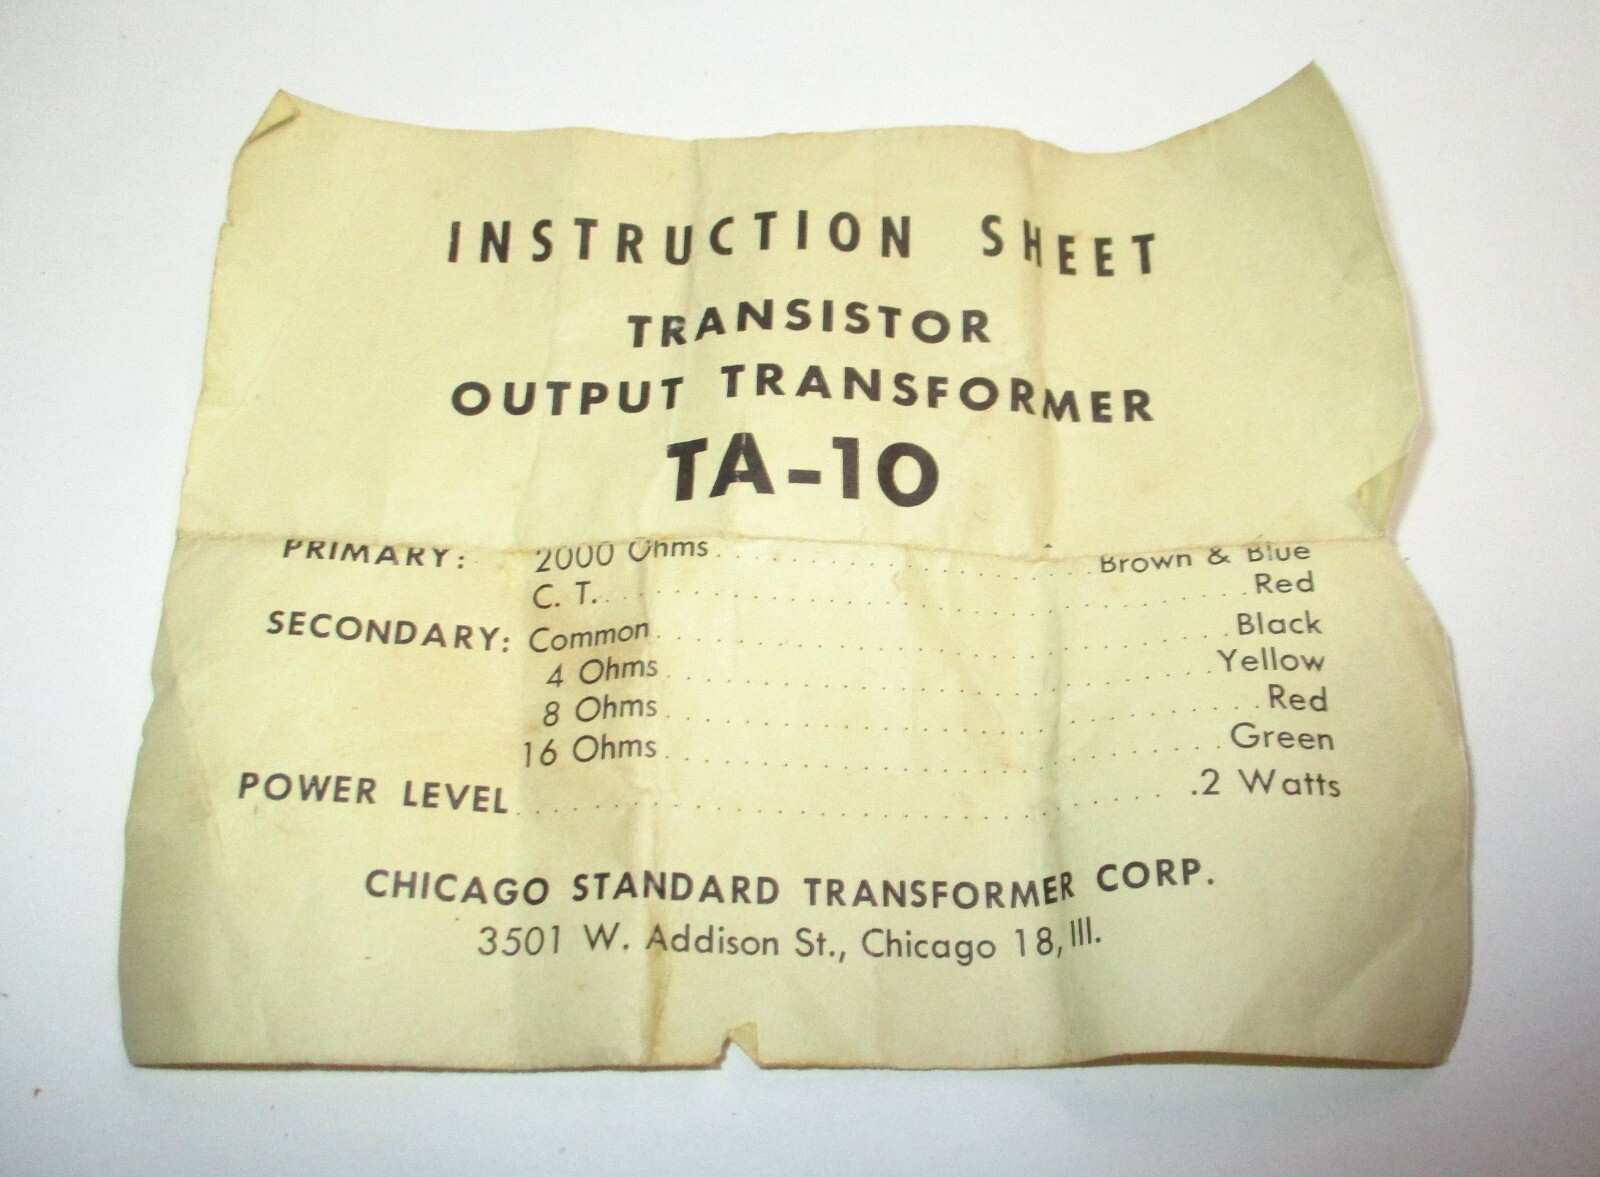 INSTRUCTION SHEET
TRANSISTOR
OUTPUT TRANSFORMER
TA-10
PRIMARY: 2000 Ohms . . . . . . . . . . . . . . . . . . . . Brown & Blue
C. T. . . . . . . . . . . . . . . . . . . . . . . . . . . . Red
SECONDARY: Common . . . . . . . . . . . . . . . . . . . . . . . . . Black
4 Ohms . . . . . . . . . . . . . . . . . . . . . . . . Yellow
8 Ohms . . . . . . . . . . . . . . . . . . . . . . . . . . Red
16 Ohms . . . . . . . . . . . . . . . . . . . . . . . . Green
POWER LEVEL . . . . . . . . . . . . . . . . . . . . . . . . . . . . .2 Watts
CHICAGO STANDARD TRANSFORMER CORP.
3501 W. Addison St., Chicago 18, Ill.